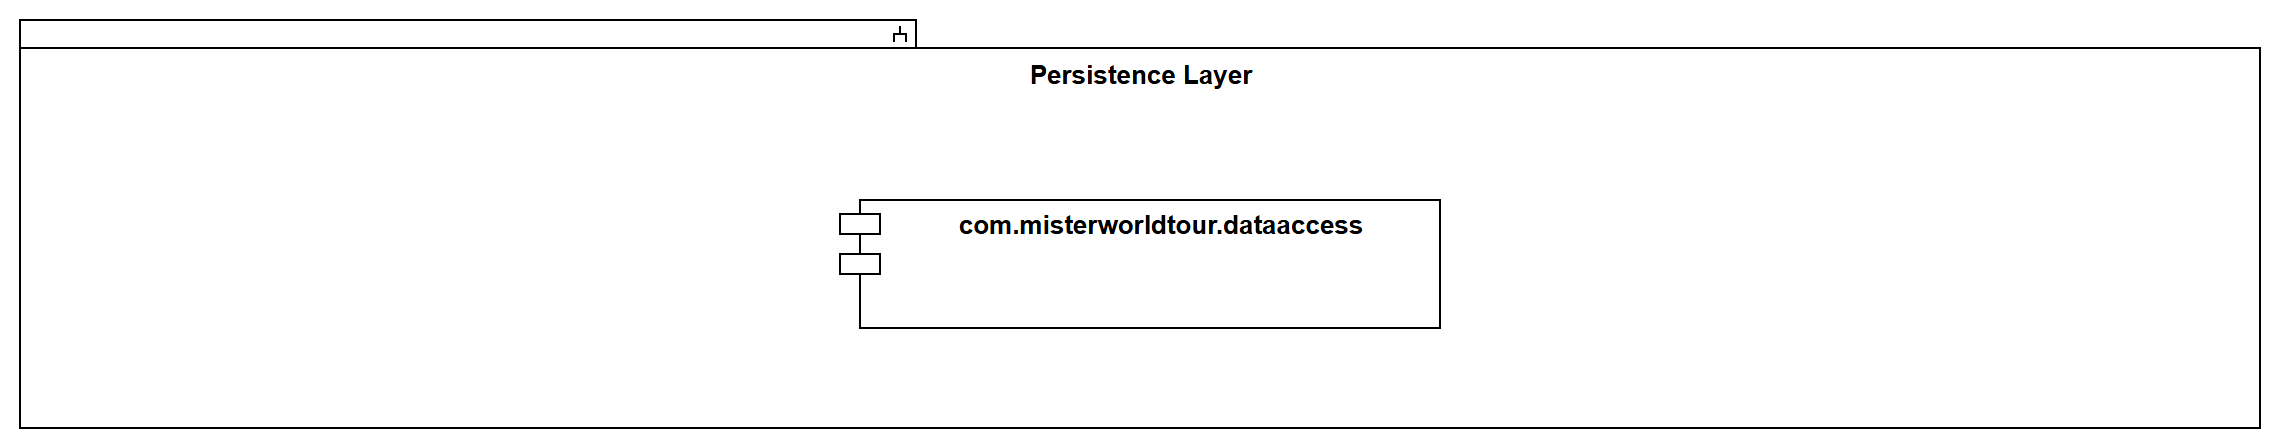 Persistence Layer
com.misterworldtour.dataaccess